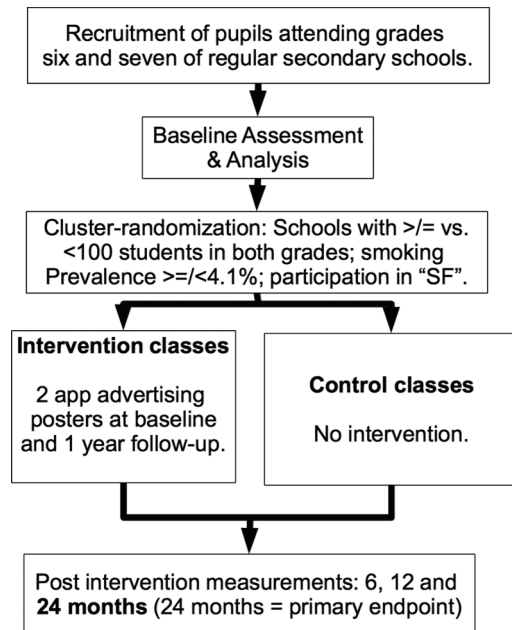 Recruitment of pupils attending grades
six and seven of regular secondary schools.
Baseline Assessment
& Analysis
Cluster-randomization: Schools with >/= vs.
<100 students in both grades; smoking
Prevalence >=/<4.1%; participation in “SF”.
Intervention classes
2 app advertising
posters at baseline
and 1 year follow-up.
Control classes
No intervention.
Post intervention measurements: 6, 12 and
24 months (24 months = primary endpoint)